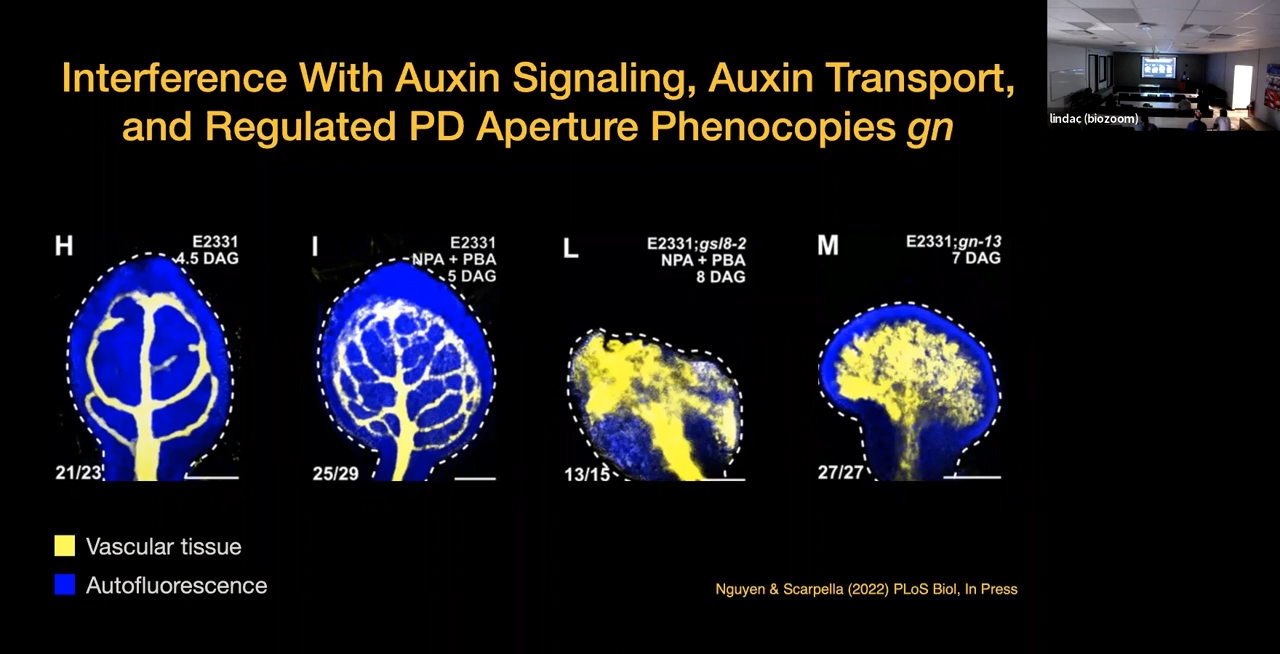 Interference With Auxin Signaling, Auxin Transport,
and Regulated PD Aperture Phenocopies gn
lindac (biozoom)
H
E2331
4.5 DAG
21/23
I
E2331
NPA + PBA
5 DAG
25/29
L
E2331;gsl8-2
NPA + PBA
8 DAG
13/15
M
E2331;gn-13
7 DAG
27/27
Vascular tissue
Autofluorescence
Nguyen & Scarpella (2022) PLoS Biol, In Press